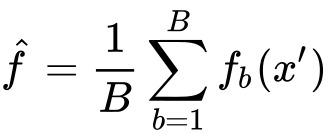 f̂ = 1/B ∑_{b=1}^{B} f_b(x′)